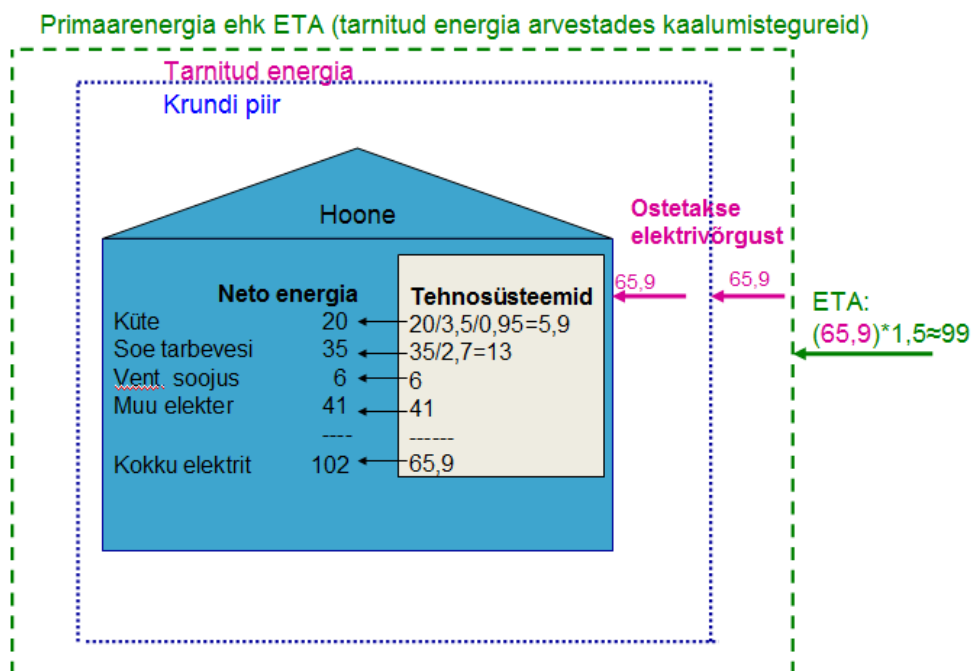 Primaarenergia ehk ETA (tarnitud energia arvestades kaalumistegureid)
Tarnitud energia
Krundi piir
Hoone
Ostetakse
elektrivõrgust
65,9
65,9
ETA:
(65,9)*1,5≈99
Neto energia
Tehnosüsteemid
Küte 20 20/3,5/0,95=5,9
Soe tarbevesi 35 35/2,7=13
Vent. soojus 6 6
Muu elekter 41 41
---- ------
Kokku elektrit 102 65,9